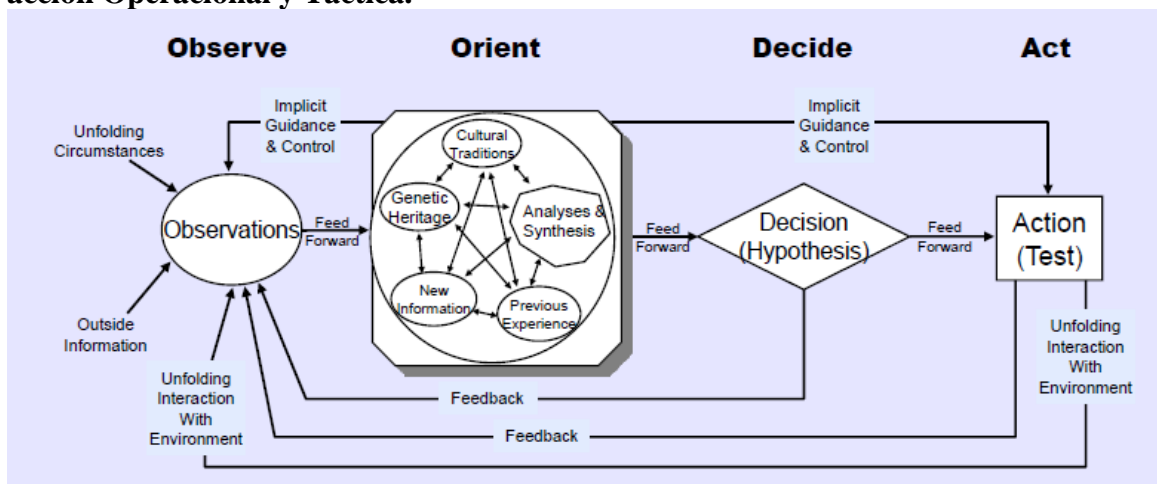 acción Operacional y Táctica.
Observe
Orient
Decide
Act
Implicit
Guidance
& Control
Implicit
Guidance
& Control
Unfolding
Circumstances
Cultural
Traditions
Genetic
Heritage
Analyses &
Synthesis
Observations
Feed
Forward
Feed
Forward
Decision
(Hypothesis)
Feed
Forward
Action
(Test)
New
Information
Previous
Experience
Outside
Information
Unfolding
Interaction
With
Environment
Unfolding
Interaction
With
Environment
Feedback
Feedback